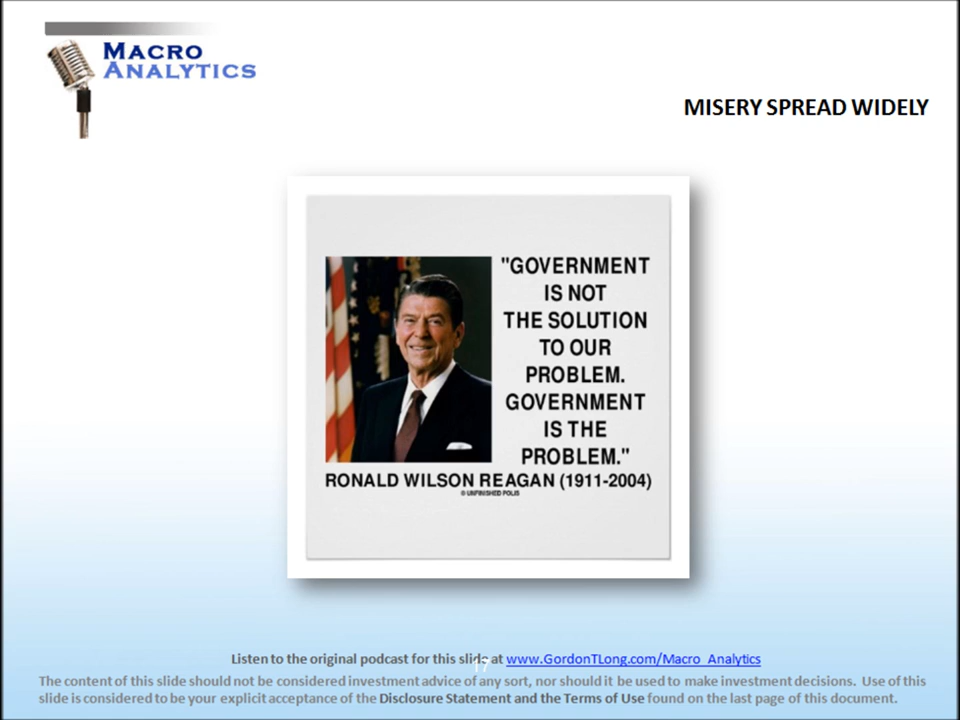 MACRO
ANALYTICS
MISERY SPREAD WIDELY
"GOVERNMENT
IS NOT
THE SOLUTION
TO OUR
PROBLEM.
GOVERNMENT
IS THE
PROBLEM."
RONALD WILSON REAGAN (1911-2004)
© UNFINISHED POLIS
Listen to the original podcast for this slide at www.GordonTLong.com/Macro_Analytics
17
The content of this slide should not be considered investment advice of any sort, nor should it be used to make investment decisions. Use of this
slide is considered to be your explicit acceptance of the Disclosure Statement and the Terms of Use found on the last page of this document.